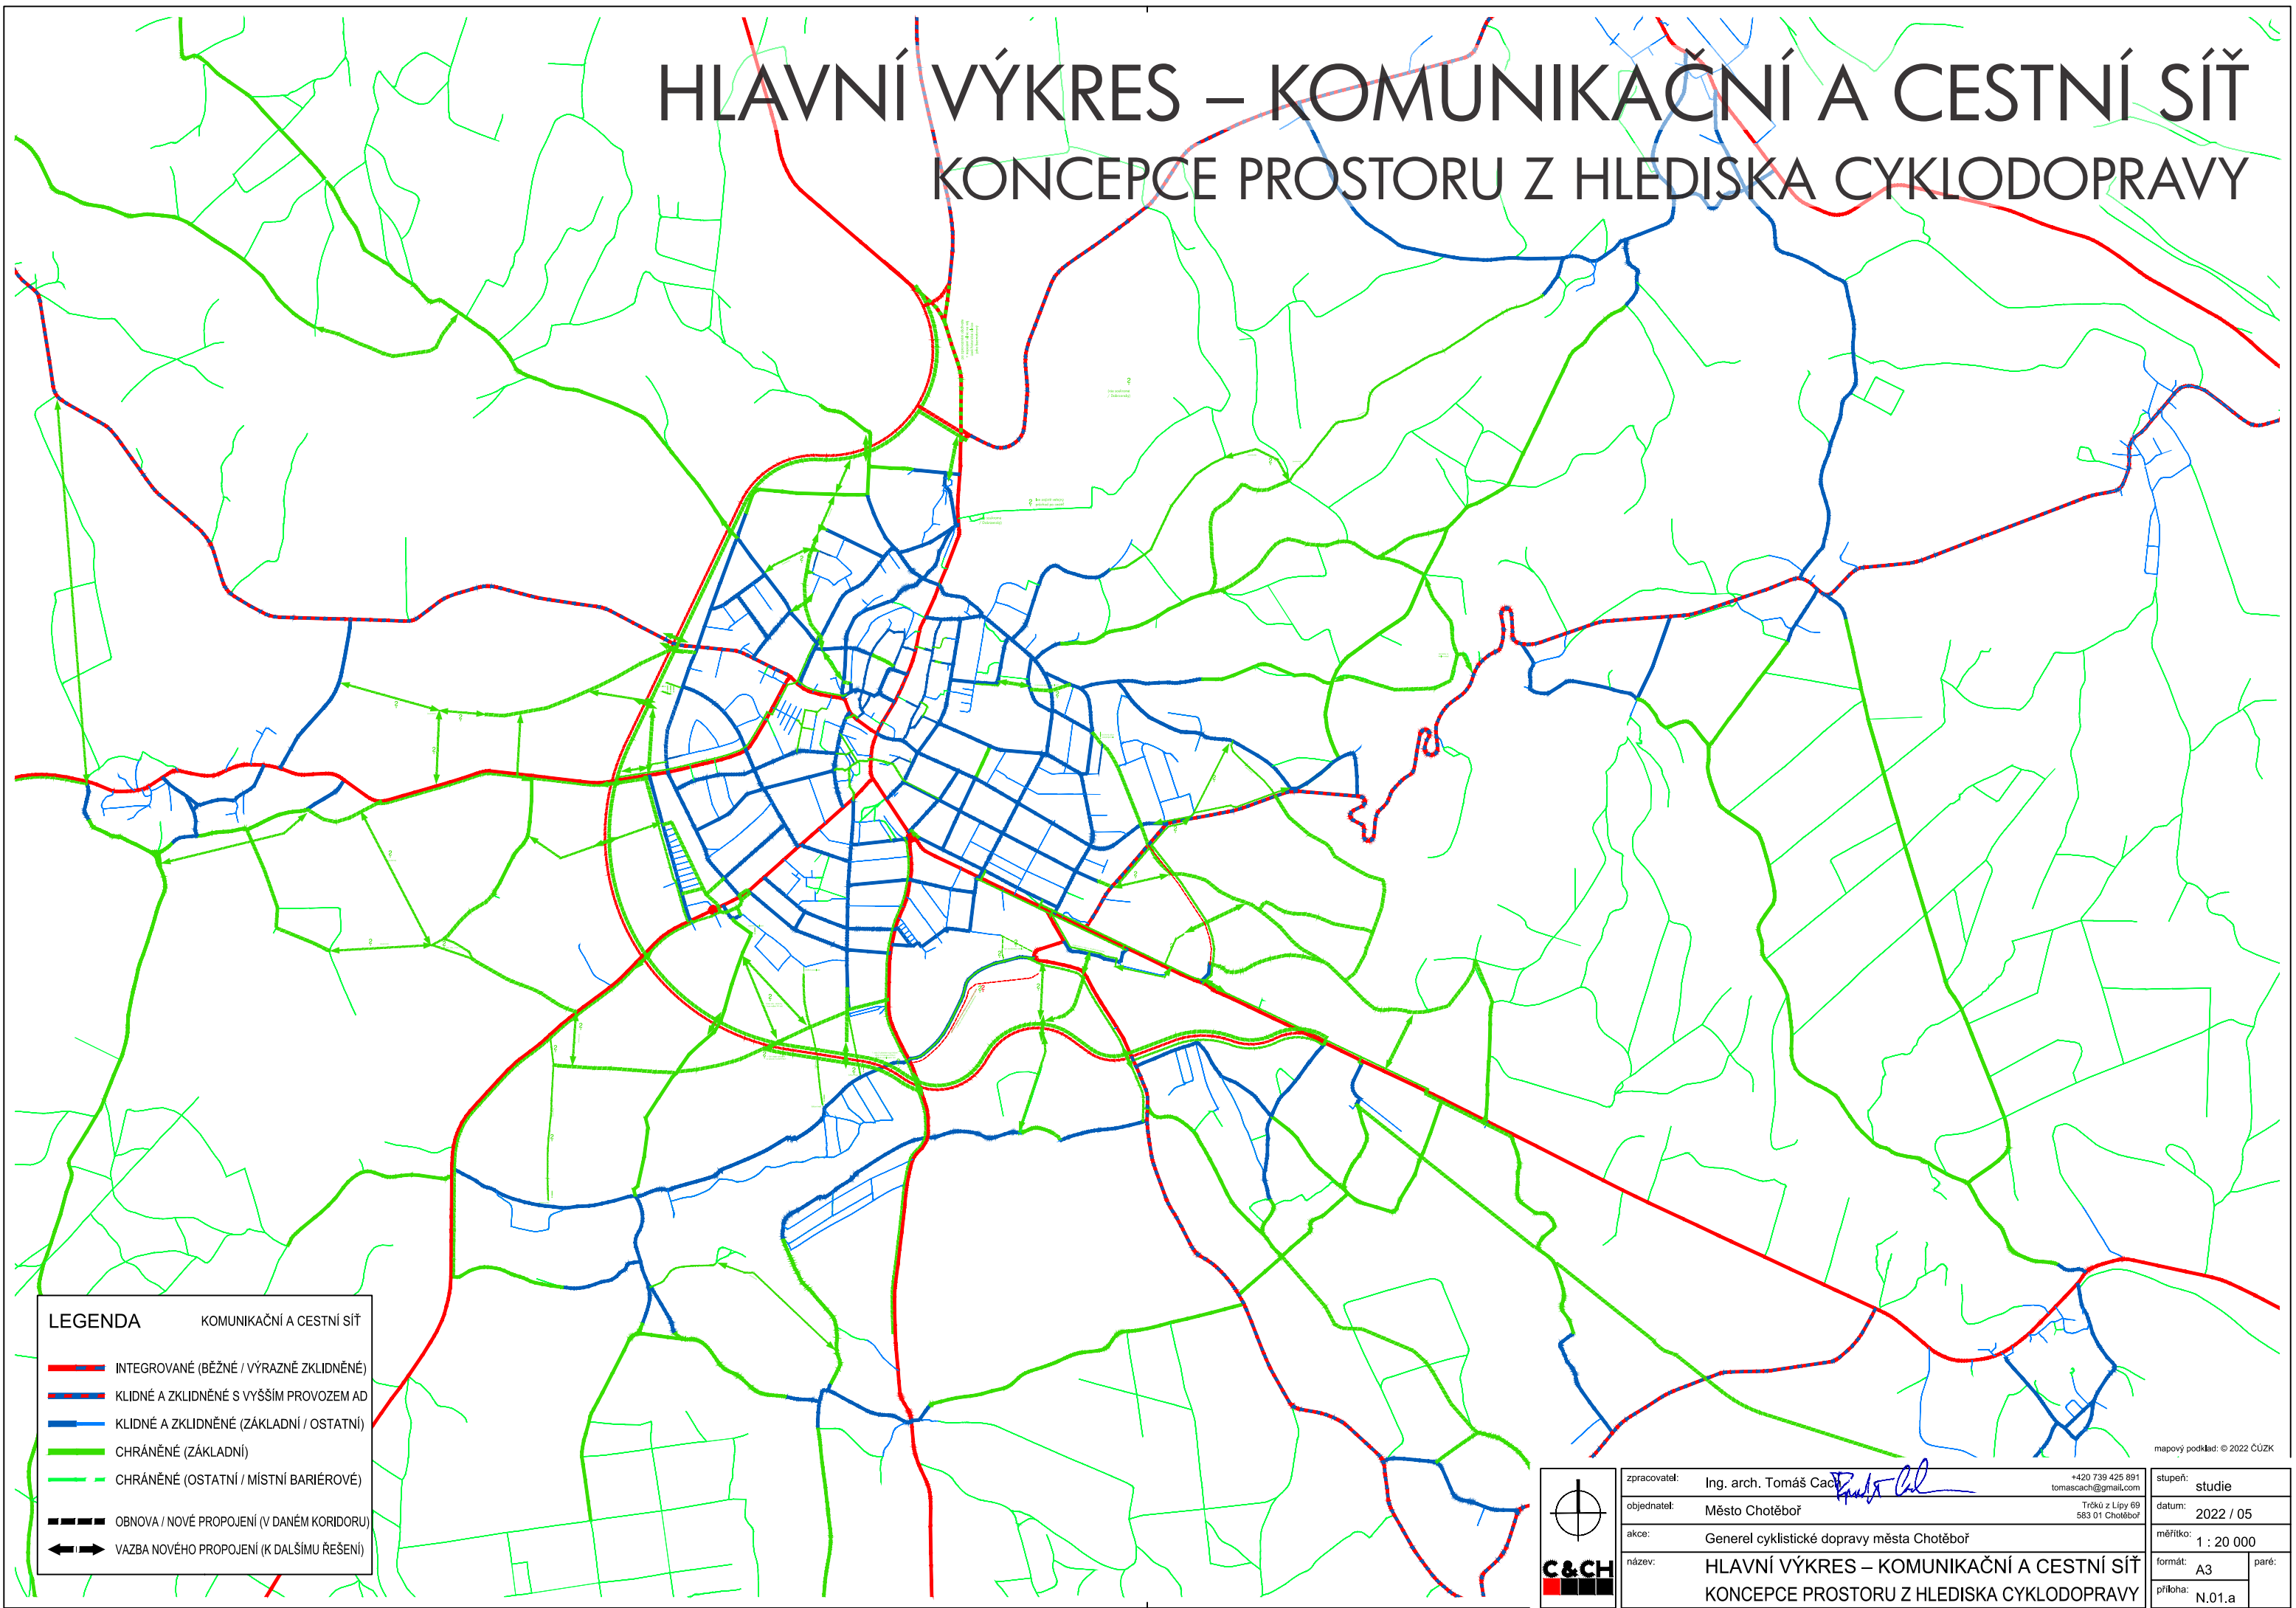 HLAVNÍ VÝKRES – KOMUNIKAČNÍ A CESTNÍ SÍŤ
KONCEPCE PROSTORU Z HLEDISKA CYKLODOPRAVY
LEGENDA
KOMUNIKAČNÍ A CESTNÍ SÍŤ
INTEGROVANÉ (BĚŽNÉ / VÝRAZNĚ ZKLIDNĚNÉ)
KLIDNÉ A ZKLIDNĚNÉ S VYŠŠÍM PROVOZEM AD
KLIDNÉ A ZKLIDNĚNÉ (ZÁKLADNÍ / OSTATNÍ)
CHRÁNĚNÉ (ZÁKLADNÍ)
CHRÁNĚNÉ (OSTATNÍ / MÍSTNÍ BARIÉROVÉ)
OBNOVA / NOVÉ PROPOJENÍ (V DANÉM KORIDORU)
VAZBA NOVÉHO PROPOJENÍ (K DALŠÍMU ŘEŠENÍ)
mapový podklad: © 2022 ČÚZK
C&CH
zpracovatel:
Ing. arch. Tomáš Cach
+420 739 425 891
tomascach@gmail.com
objednatel:
Město Chotěboř
Trčků z Lípy 69
583 01 Chotěboř
akce:
Generel cyklistické dopravy města Chotěboř
název:
HLAVNÍ VÝKRES – KOMUNIKAČNÍ A CESTNÍ SÍŤ
KONCEPCE PROSTORU Z HLEDISKA CYKLODOPRAVY
stupeň:
studie
datum:
2022 / 05
měřítko:
1 : 20 000
formát:
A3
paré:
příloha:
N.01.a